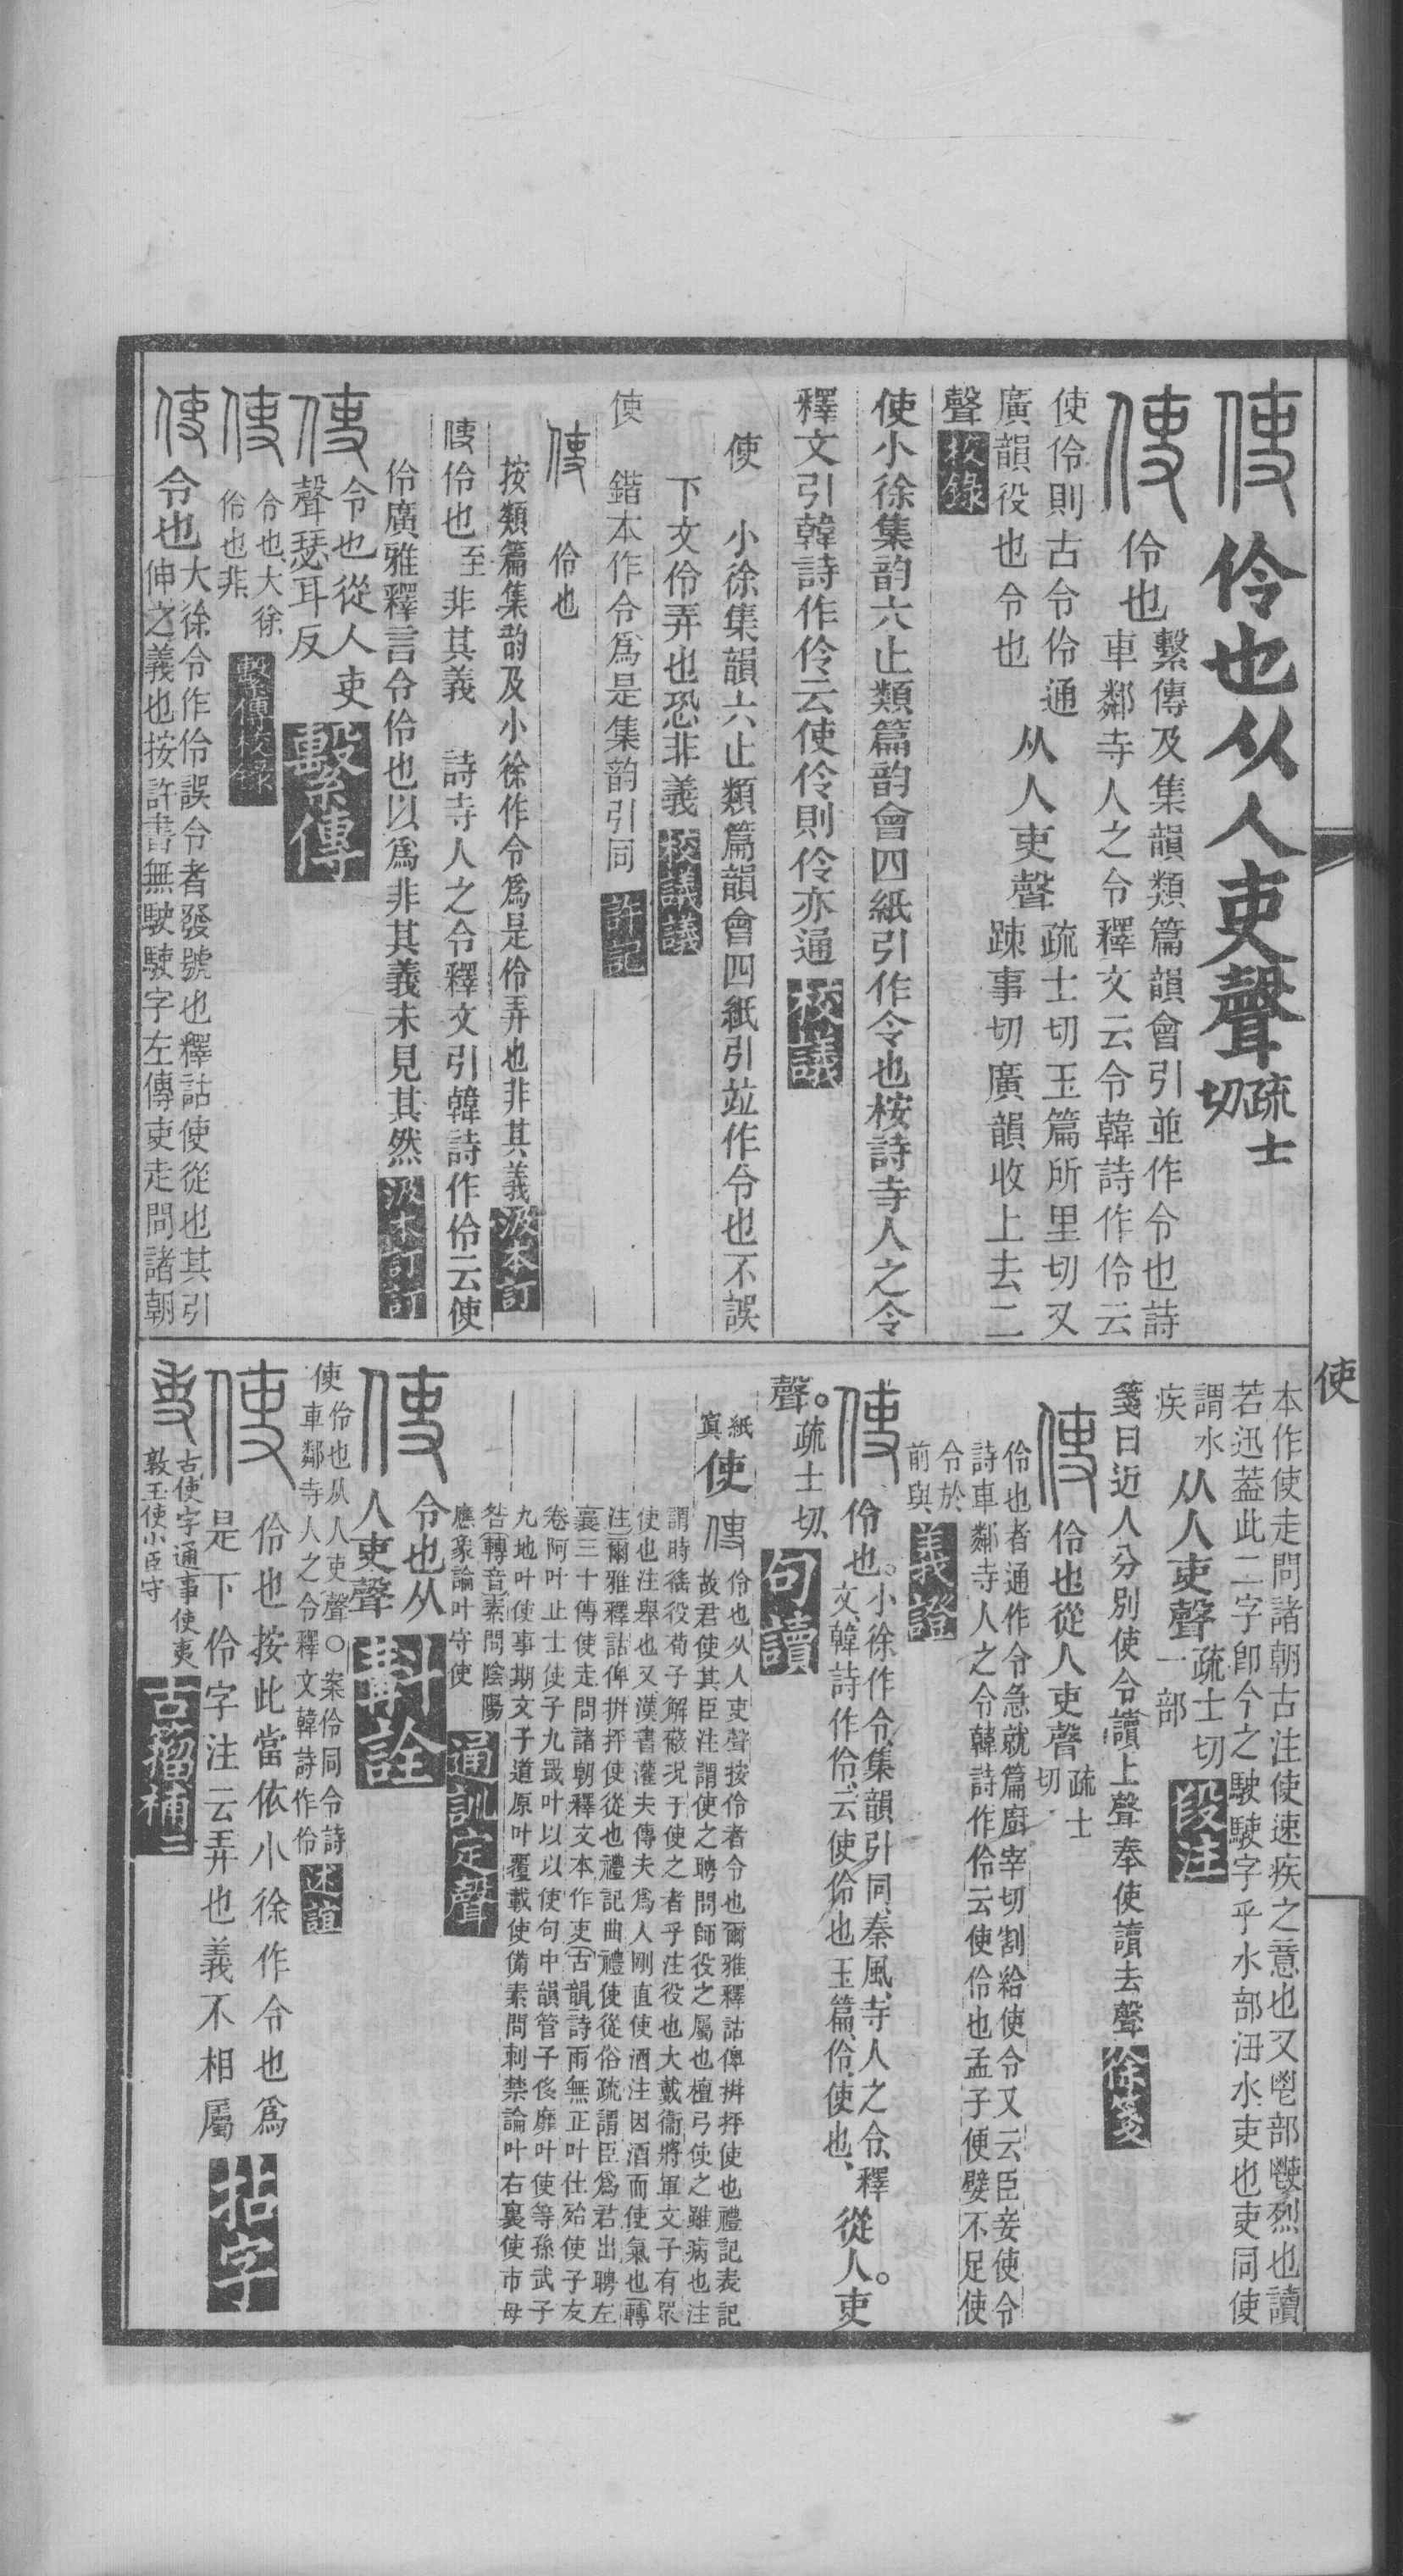 使伶也从人吏聲疏士切
使伶也繫傳及集韻類篇韻會引並作令也詩
車鄰寺人之令釋文云令韓詩作伶云
使伶則古令伶通从人吏聲疏士切玉篇所里切又
廣韻役也令也踈事切廣韻收上去二
聲校錄
使小徐集韵六止類篇韵會四紙引作令也桉詩寺人之令
釋文引韓詩作伶云使伶則伶亦通校議
使小徐集韻六止類篇韻會四紙引竝作令也不誤
下文伶弄也恐非義校議議
使鍇本作令爲是集韵引同許記
使伶也
按類篇集韵及小徐作令爲是伶弄也非其義汲本訂
使伶也至非其義詩寺人之令釋文引韓詩作伶云使
伶廣雅釋言令伶也以爲非其義未見其然汲本訂訂
使令也從人吏
聲瑟耳反繫傳
使令也大徐
伶也非繫傳校錄
使令也大徐令作伶誤令者發號也釋詁使從也其引
伸之義也按許書無駛駛字左傳吏走問諸朝
使
本作使走問諸朝古注使速疾之意也又鬯部烈也讀
若迅蓋此二字卽今之駛駛字乎水部水吏也吏同使
謂水
疾从人吏聲疏士切
一部段注
箋曰近人分別使令讀上聲奉使讀去聲徐箋
使伶也從人吏聲疏士
切
伶也者通作令急就篇廚宰切割給使令又云臣妾使令
詩車鄰寺人之令韓詩作伶云使伶也孟子便嬖不足使
令於
前與義證
使伶也。小徐作令、集韻引同、秦風、寺人之令、釋
文、韓詩作伶、云使伶也玉篇、伶、使也、從人。吏
聲。疏士切、句讀
紙
寘使使伶也从人吏聲按伶者令也爾雅釋詁俾拼抨使也禮記表記
故君使其臣注謂使之聘問師役之屬也檀弓使之雖病也注
謂時徭役荀子解蔽況于使之者乎注役也大戴衞將軍文子有眾
使也注舉也又漢書灌夫傳夫爲人剛直使酒注因酒而使氣也轉
注爾雅釋詁俾拼抨使從也禮記曲禮使從俗疏謂臣爲君出聘左
襄三十傳使走問諸朝釋文本作吏古韻詩雨無正叶仕殆使子友
卷阿叶止士使子九罭叶以以使句中韻管子侈靡叶使等孫武子
九地叶使事期文子道原叶覆載使備素問刺禁論叶右裏使市母
咎轉音素問陰陽
應象論叶守使通訓定聲
使令也从
人吏聲斠詮
使伶也从人吏聲○案伶同令詩
車鄰寺人之令釋文韓詩作伶述誼
使伶也按此當依小徐作令也爲
是下伶字注云弄也義不相屬拈字
古使字通事使夷
敦王使小臣守古籀補二